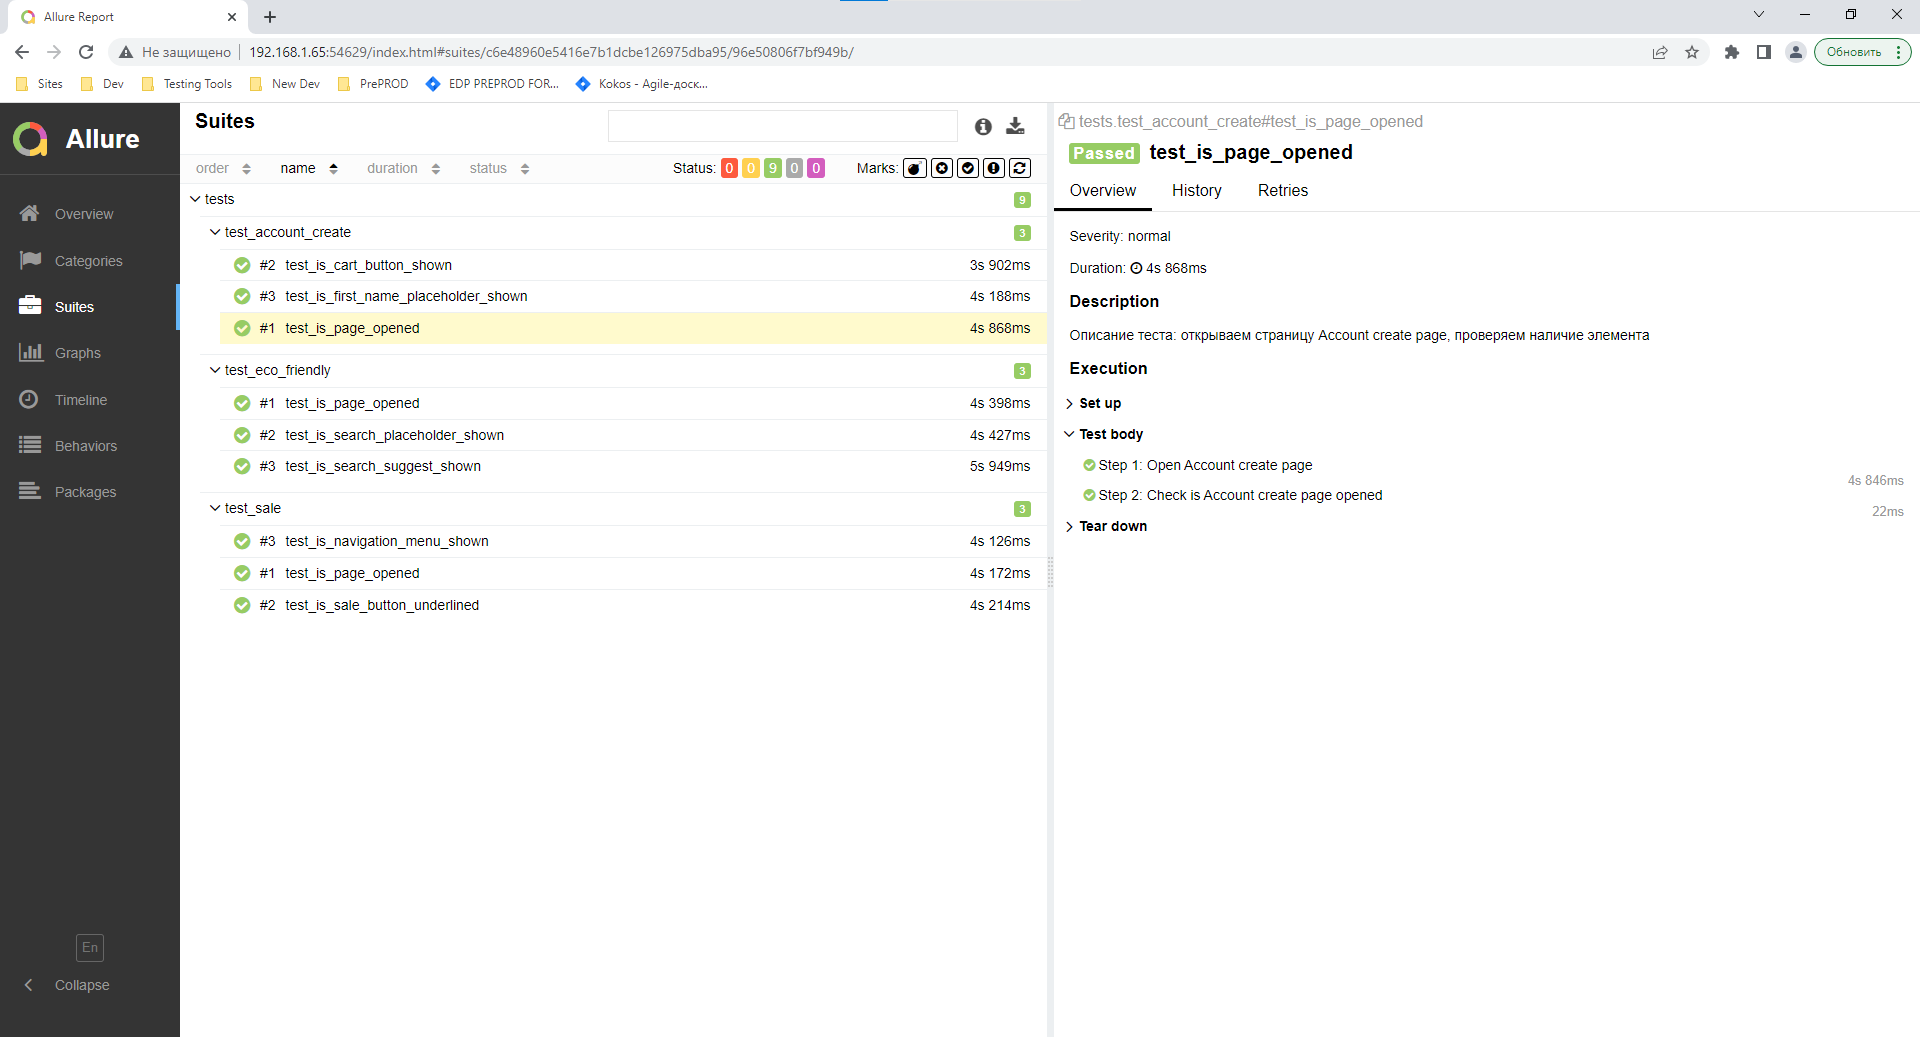 Allure Report
Не защищено
192.168.1.65:54629/index.html#suites/c6e48960e5416e7b1dcbe126975dba95/96e50806f7bf949b/
Обновить
Sites
Dev
Testing Tools
New Dev
PrePROD
EDP PREPROD FOR...
Kokos - Agile-доск...
Allure
Overview
Categories
Suites
Graphs
Timeline
Behaviors
Packages
En
Collapse
Suites
order name duration status Status: 0 0 9 0 0 Marks:
tests 9
test_account_create 3
#2 test_is_cart_button_shown 3s 902ms
#3 test_is_first_name_placeholder_shown 4s 188ms
#1 test_is_page_opened 4s 868ms
test_eco_friendly 3
#1 test_is_page_opened 4s 398ms
#2 test_is_search_placeholder_shown 4s 427ms
#3 test_is_search_suggest_shown 5s 949ms
test_sale 3
#3 test_is_navigation_menu_shown 4s 126ms
#1 test_is_page_opened 4s 172ms
#2 test_is_sale_button_underlined 4s 214ms
tests.test_account_create#test_is_page_opened
Passed test_is_page_opened
Overview History Retries
Severity: normal
Duration: 4s 868ms
Description
Описание теста: открываем страницу Account create page, проверяем наличие элемента
Execution
Set up
Test body
Step 1: Open Account create page
4s 846ms
Step 2: Check is Account create page opened
22ms
Tear down